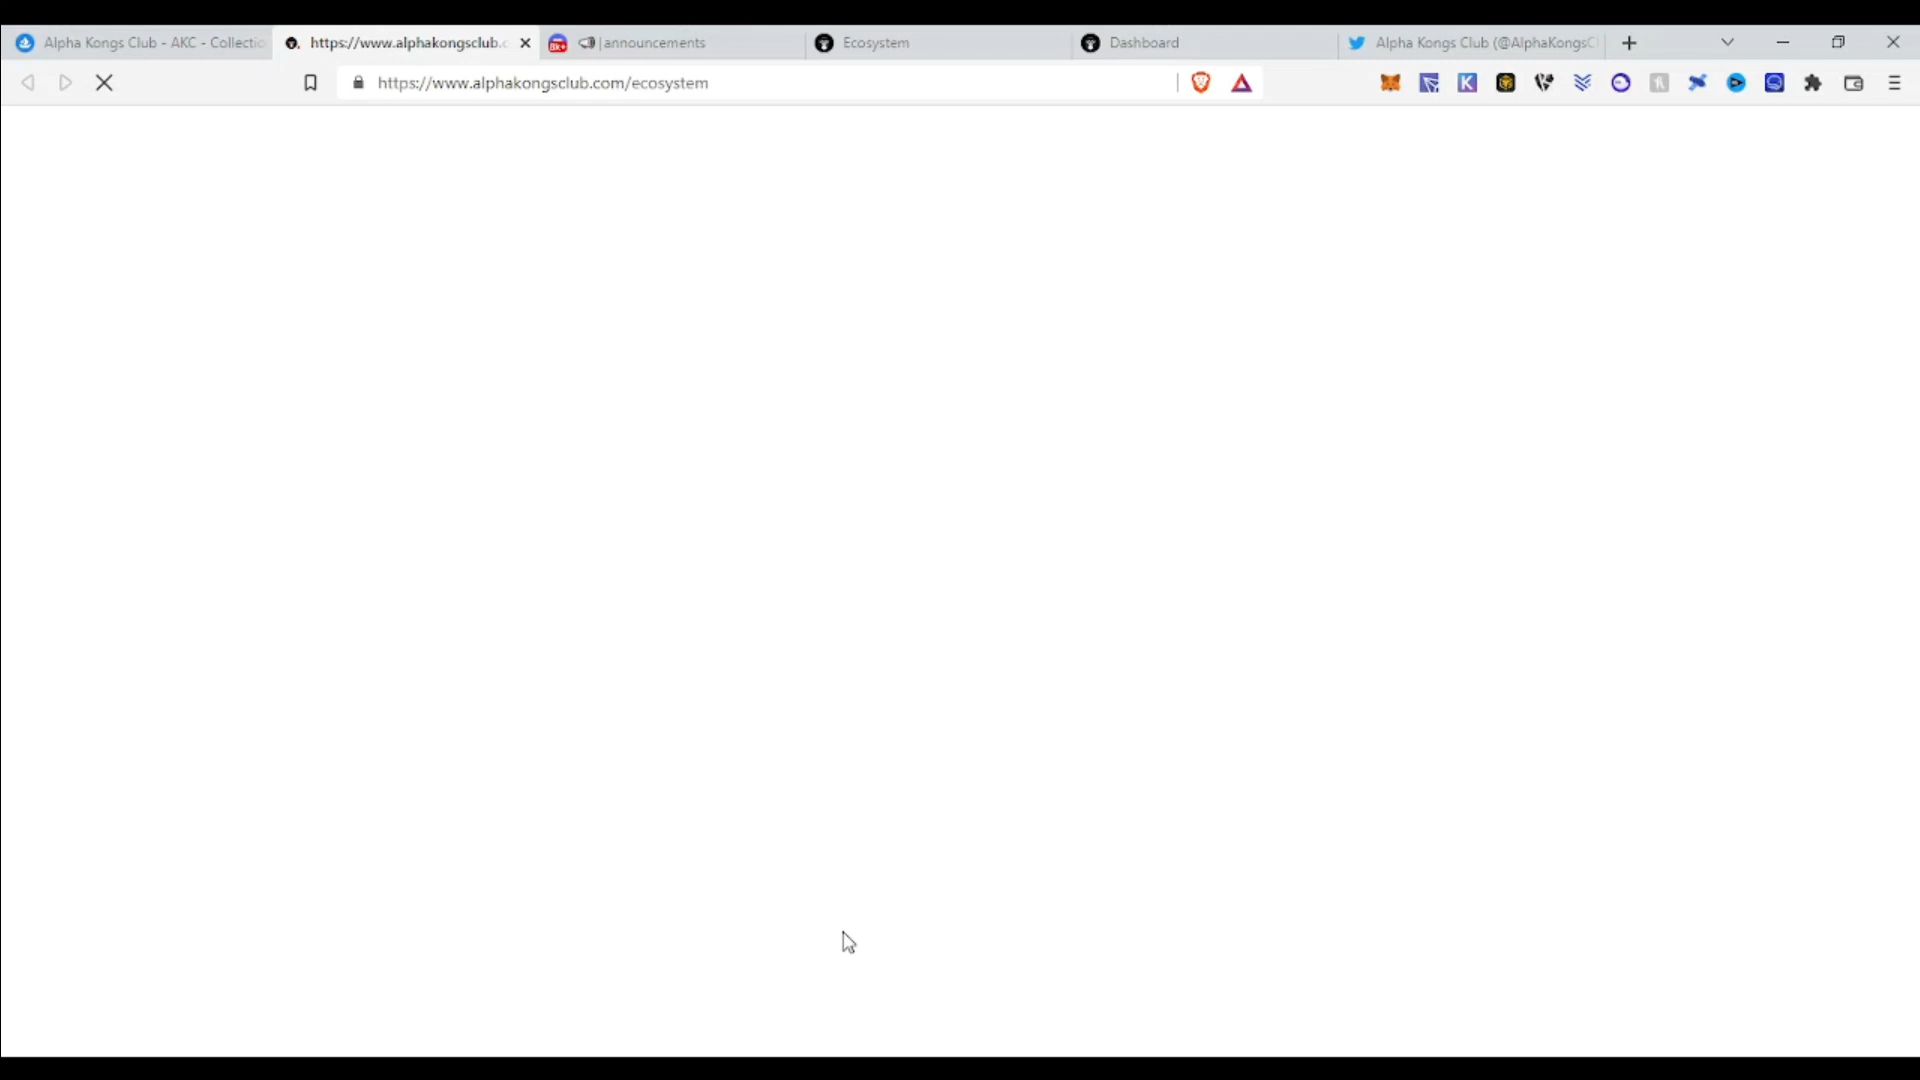 Alpha Kongs Club - AKC - Collectio
https://www.alphakongsclub.c
8k+
|announcements
Ecosystem
Dashboard
Alpha Kongs Club (@AlphaKongsC
https://www.alphakongsclub.com/ecosystem